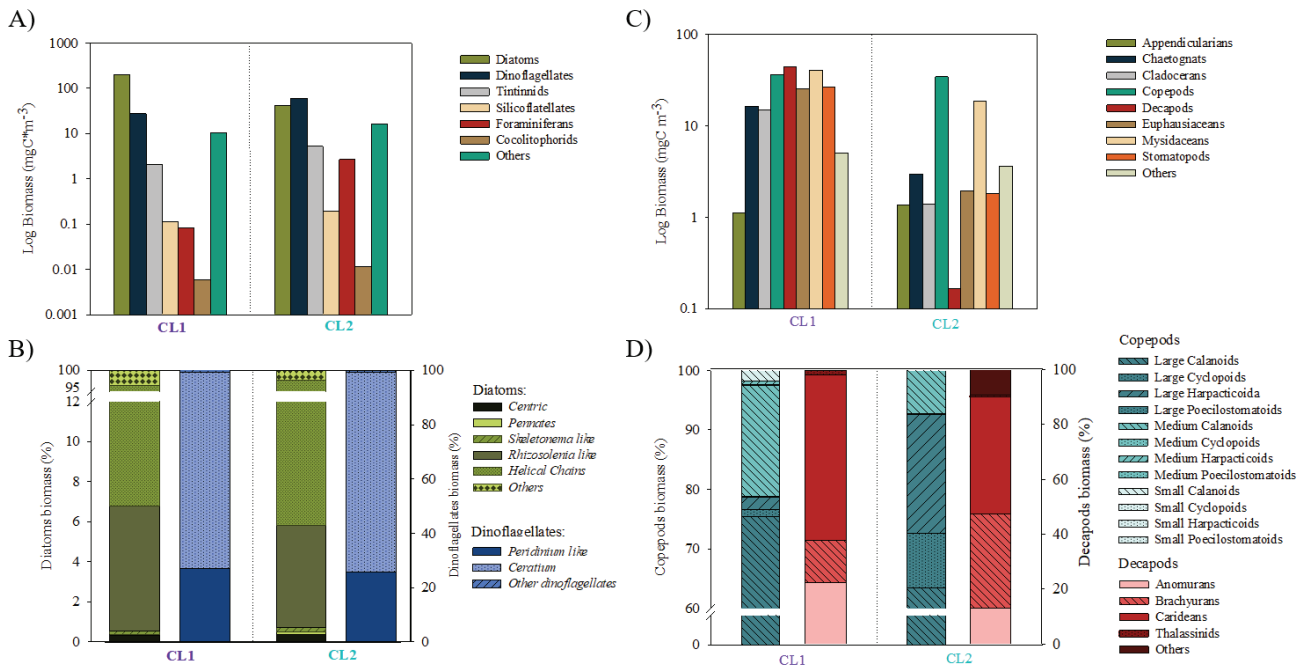 A)
Log Biomass (mgC*m-3)
1000
100
10
1
0.1
0.01
0.001
CL1
CL2
Diatoms
Dinoflagellates
Tintinnids
Silicoflatellates
Foraminiferans
Cocolitophorids
Others
C)
Log Biomass (mgC m-3)
100
10
1
0.1
CL1
CL2
Appendicularians
Chaetognats
Cladocerans
Copepods
Decapods
Euphausiaceans
Mysidaceans
Stomatopods
Others
B)
Diatoms biomass (%)
100
95
12
10
8
6
4
2
0
CL1
CL2
100
80
60
40
20
0
Dinoflagellates biomass (%)
Diatoms:
Centric
Pennates
Skeletonema like
Rhizosolenia like
Helical Chains
Others
Dinoflagellates:
Peridinium like
Ceratium
Other dinoflagellates
D)
Copepods biomass (%)
100
90
80
70
60
0
CL1
CL2
100
80
60
40
20
0
Decapods biomass (%)
Copepods
Large Calanoids
Large Cyclopoids
Large Harpacticoida
Large Poecilostomatoids
Medium Calanoids
Medium Cyclopoids
Medium Harpacticoids
Medium Poecilostomatoids
Small Calanoids
Small Cyclopoids
Small Harpacticoids
Small Poecilostomatoids
Decapods
Anomurans
Brachyurans
Carideans
Thalassinids
Others